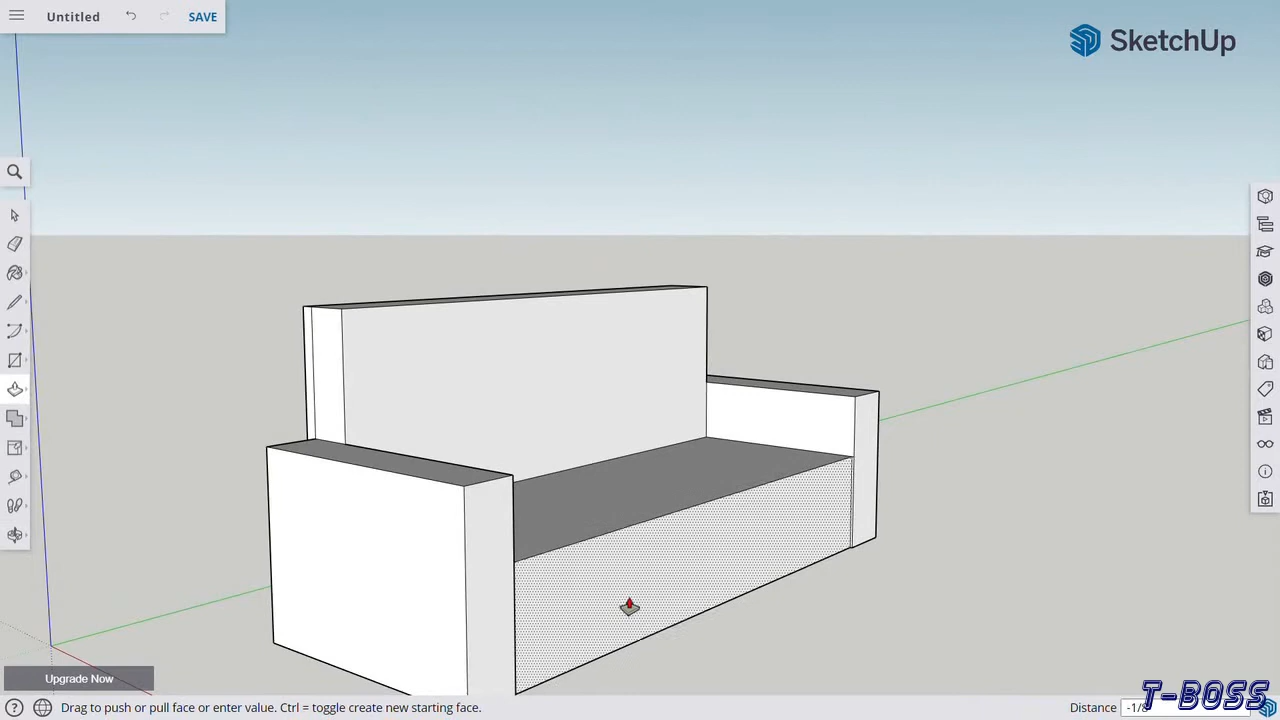 Untitled
SAVE
SketchUp
Upgrade Now
Drag to push or pull face or enter value. Ctrl = toggle create new starting face.
Distance
T-BOSS